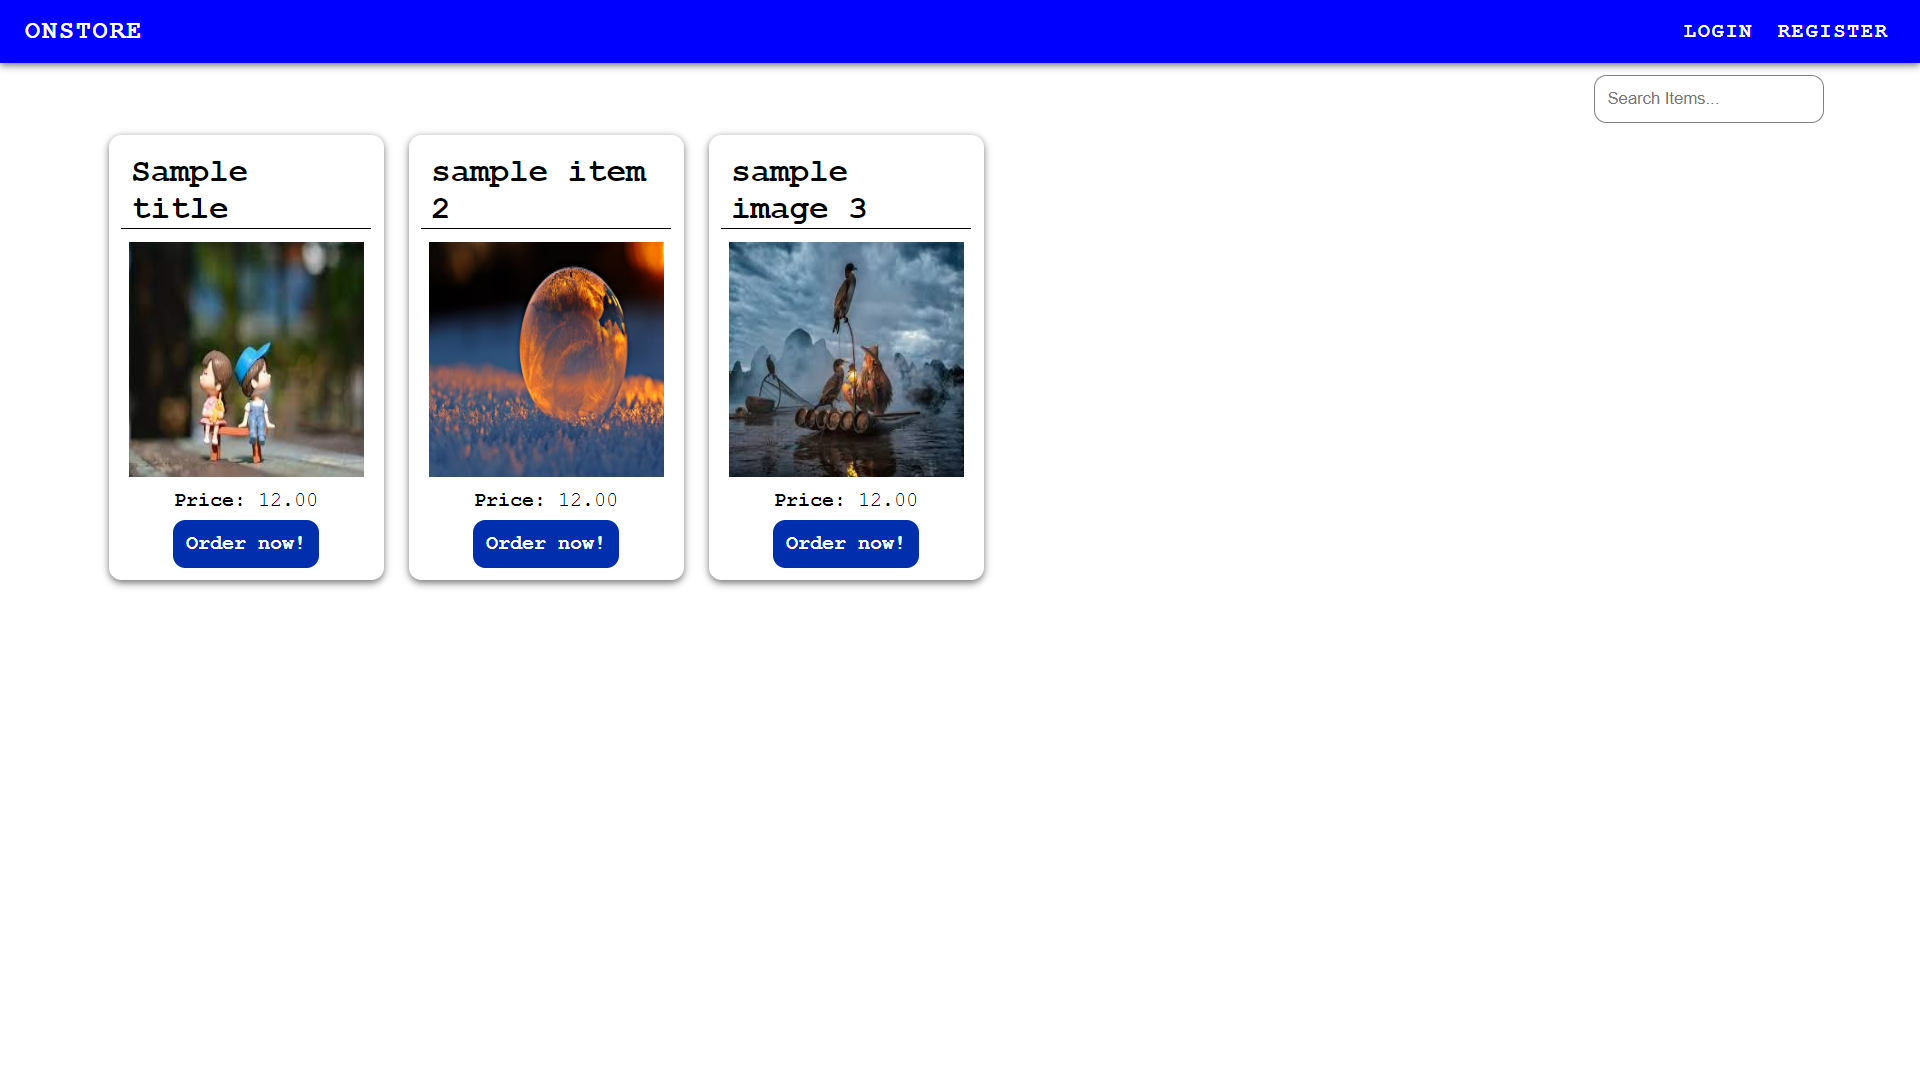 ONSTORE
LOGIN REGISTER
Search Items...
Sample
title
Price: 12.00
Order now!
sample item
2
Price: 12.00
Order now!
sample
image 3
Price: 12.00
Order now!